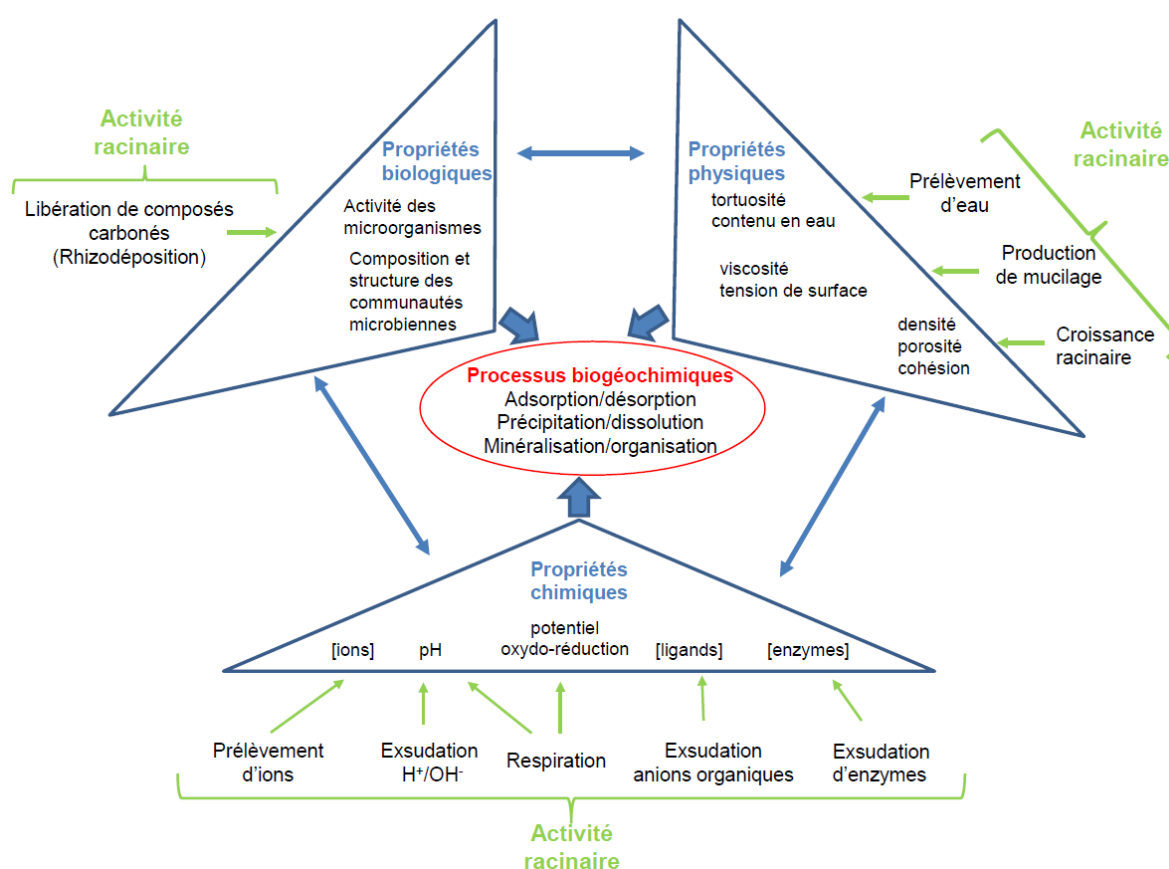 Activité
racinaire
Libération de composés
carbonés
(Rhizodéposition)
Propriétés
biologiques
Activité des
microorganismes
Composition et
structure des
communautés
microbiennes
Propriétés
physiques
tortuosité
contenu en eau
viscosité
tension de surface
densité
porosité
cohésion
Activité
racinaire
Prélèvement
d'eau
Production
de mucilage
Croissance
racinaire
Processus biogéochimiques
Adsorption/désorption
Précipitation/dissolution
Minéralisation/organisation
Propriétés
chimiques
[ions]
pH
potentiel
oxydo-réduction
[ligands]
[enzymes]
Prélèvement
d'ions
Exsudation
H⁺/OH⁻
Respiration
Exsudation
anions organiques
Exsudation
d'enzymes
Activité
racinaire